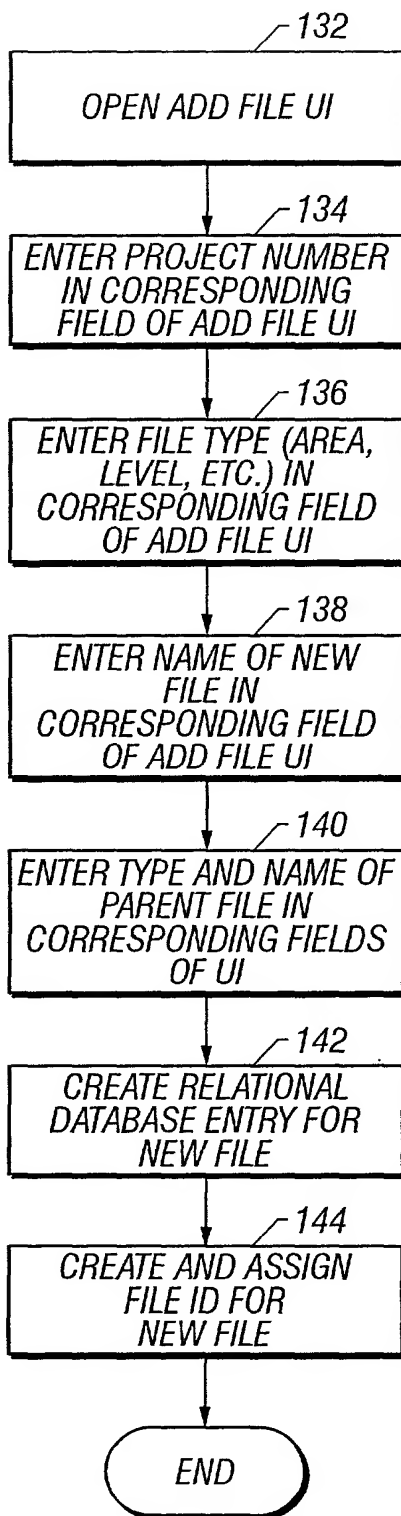 132
OPEN ADD FILE UI
134
ENTER PROJECT NUMBER
IN CORRESPONDING
FIELD OF ADD FILE UI
136
ENTER FILE TYPE (AREA,
LEVEL, ETC.) IN
CORRESPONDING FIELD
OF ADD FILE UI
138
ENTER NAME OF NEW
FILE IN
CORRESPONDING FIELD
OF ADD FILE UI
140
ENTER TYPE AND NAME OF
PARENT FILE IN
CORRESPONDING FIELDS
OF UI
142
CREATE RELATIONAL
DATABASE ENTRY FOR
NEW FILE
144
CREATE AND ASSIGN
FILE ID FOR
NEW FILE
END